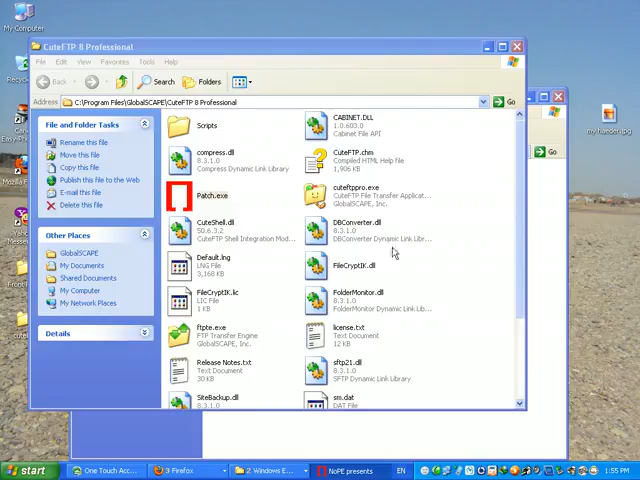 My Computer
CuteFTP 8 Professional
File Edit View Favorites Tools Help
Back Search Folders
Address C:\Program Files\GlobalSCAPE\CuteFTP 8 Professional Go
Go
File and Folder Tasks
Rename this file
Move this file
Copy this file
Publish this file to the Web
E-mail this file
Delete this file
Other Places
GlobalSCAPE
My Documents
Shared Documents
My Computer
My Network Places
Details
Scripts
CABINET.DLL
1.0.603.0
Cabinet File API
compress.dll
8.3.1.0
Compress Dynamic Link Library
CuteFTP.chm
Compiled HTML Help file
1,906 KB
Patch.exe
cuteftppro.exe
CuteFTP File Transfer Applicat...
GlobalSCAPE, Inc.
CuteShell.dll
50.6.3.2
CuteFTP Shell Integration Mod...
DBConverter.dll
8.3.1.0
DBConverter Dynamic Link Libr...
Default.lng
LNG File
3,168 KB
FileCryptIK.dll
FileCryptIK.lic
LIC File
1 KB
FolderMonitor.dll
8.3.1.0
FolderMonitor Dynamic Link Lib...
ftpte.exe
FTP Transfer Engine
GlobalSCAPE, Inc.
license.txt
Text Document
12 KB
Release Notes.txt
Text Document
30 KB
sftp21.dll
8.3.1.0
SFTP Dynamic Link Library
SiteBackup.dll
8.3.1.0
sm.dat
DAT File
my haeder.jpg
start One Touch Acc... 3 Firefox 2 Windows E... NoPE presents EN 1:55 PM